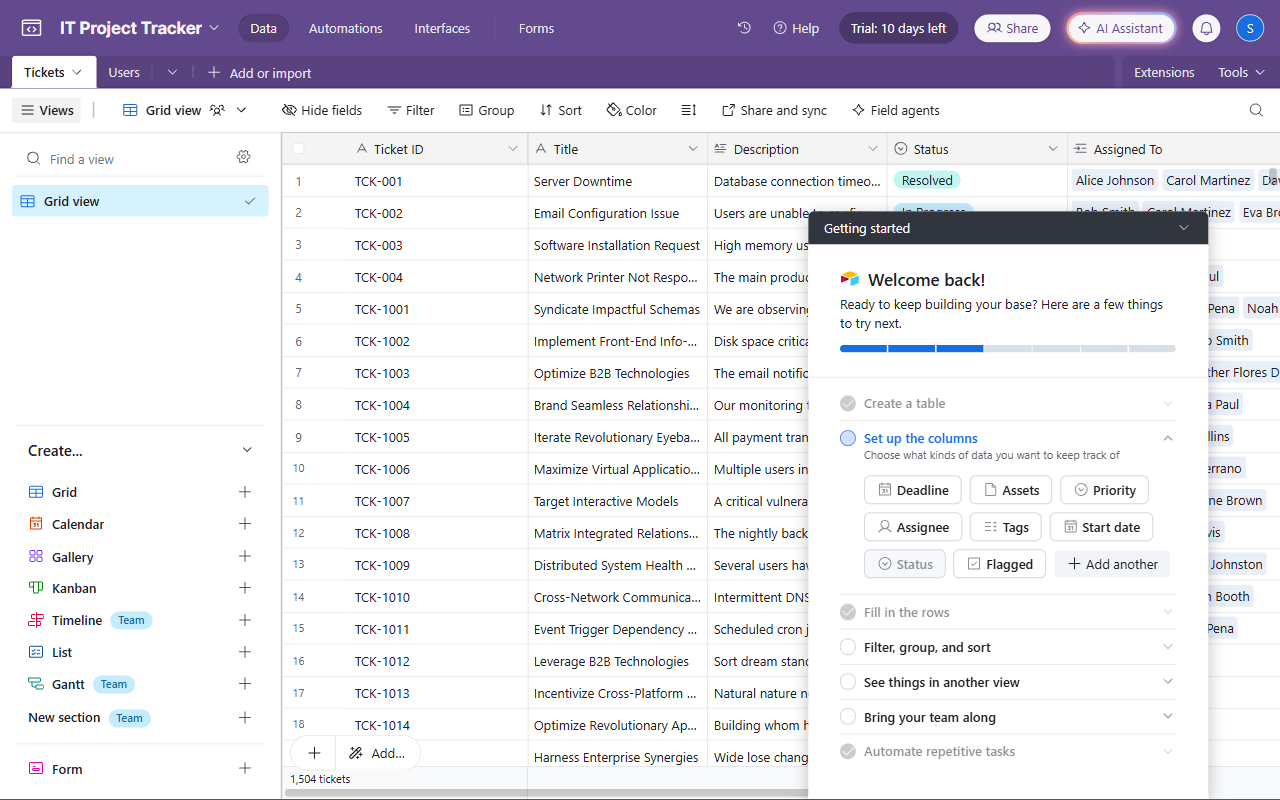 IT Project Tracker
Data
Automations
Interfaces
Forms
Help
Trial: 10 days left
Share
AI Assistant
S
Tickets
Users
Add or import
Extensions
Tools
Views
Grid view
Hide fields
Filter
Group
Sort
Color
Share and sync
Field agents
Find a view
Grid view
Create...
Grid
Calendar
Gallery
Kanban
Timeline Team
List
Gantt Team
New section Team
Form
Ticket ID Title Description Status Assigned To
1 TCK-001 Server Downtime Database connection timeo... Resolved Alice Johnson Carol Martinez Dav
2 TCK-002 Email Configuration Issue Users are unable In Progress Bob Smith Carol Martinez Eva Bro
3 TCK-003 Software Installation Request High memory us
4 TCK-004 Network Printer Not Respo... The main produc ul
5 TCK-1001 Syndicate Impactful Schemas We are observing Pena Noah
6 TCK-1002 Implement Front-End Info-... Disk space critica Smith
7 TCK-1003 Optimize B2B Technologies The email notific ther Flores D
8 TCK-1004 Brand Seamless Relationshi... Our monitoring t a Paul
9 TCK-1005 Iterate Revolutionary Eyeba... All payment tran llins
10 TCK-1006 Maximize Virtual Applicatio... Multiple users in errano
11 TCK-1007 Target Interactive Models A critical vulnera ne Brown
12 TCK-1008 Matrix Integrated Relations... The nightly back vis
13 TCK-1009 Distributed System Health ... Several users hav Johnston
14 TCK-1010 Cross-Network Communica... Intermittent DNS Booth
15 TCK-1011 Event Trigger Dependency ... Scheduled cron j Pena
16 TCK-1012 Leverage B2B Technologies Sort dream stand
17 TCK-1013 Incentivize Cross-Platform ... Natural nature n
18 TCK-1014 Optimize Revolutionary Ap... Building whom h
Harness Enterprise Synergies Wide lose chang
Add...
1,504 tickets
Getting started
Welcome back!
Ready to keep building your base? Here are a few things
to try next.
Create a table
Set up the columns
Choose what kinds of data you want to keep track of
Deadline
Assets
Priority
Assignee
Tags
Start date
Status
Flagged
Add another
Fill in the rows
Filter, group, and sort
See things in another view
Bring your team along
Automate repetitive tasks